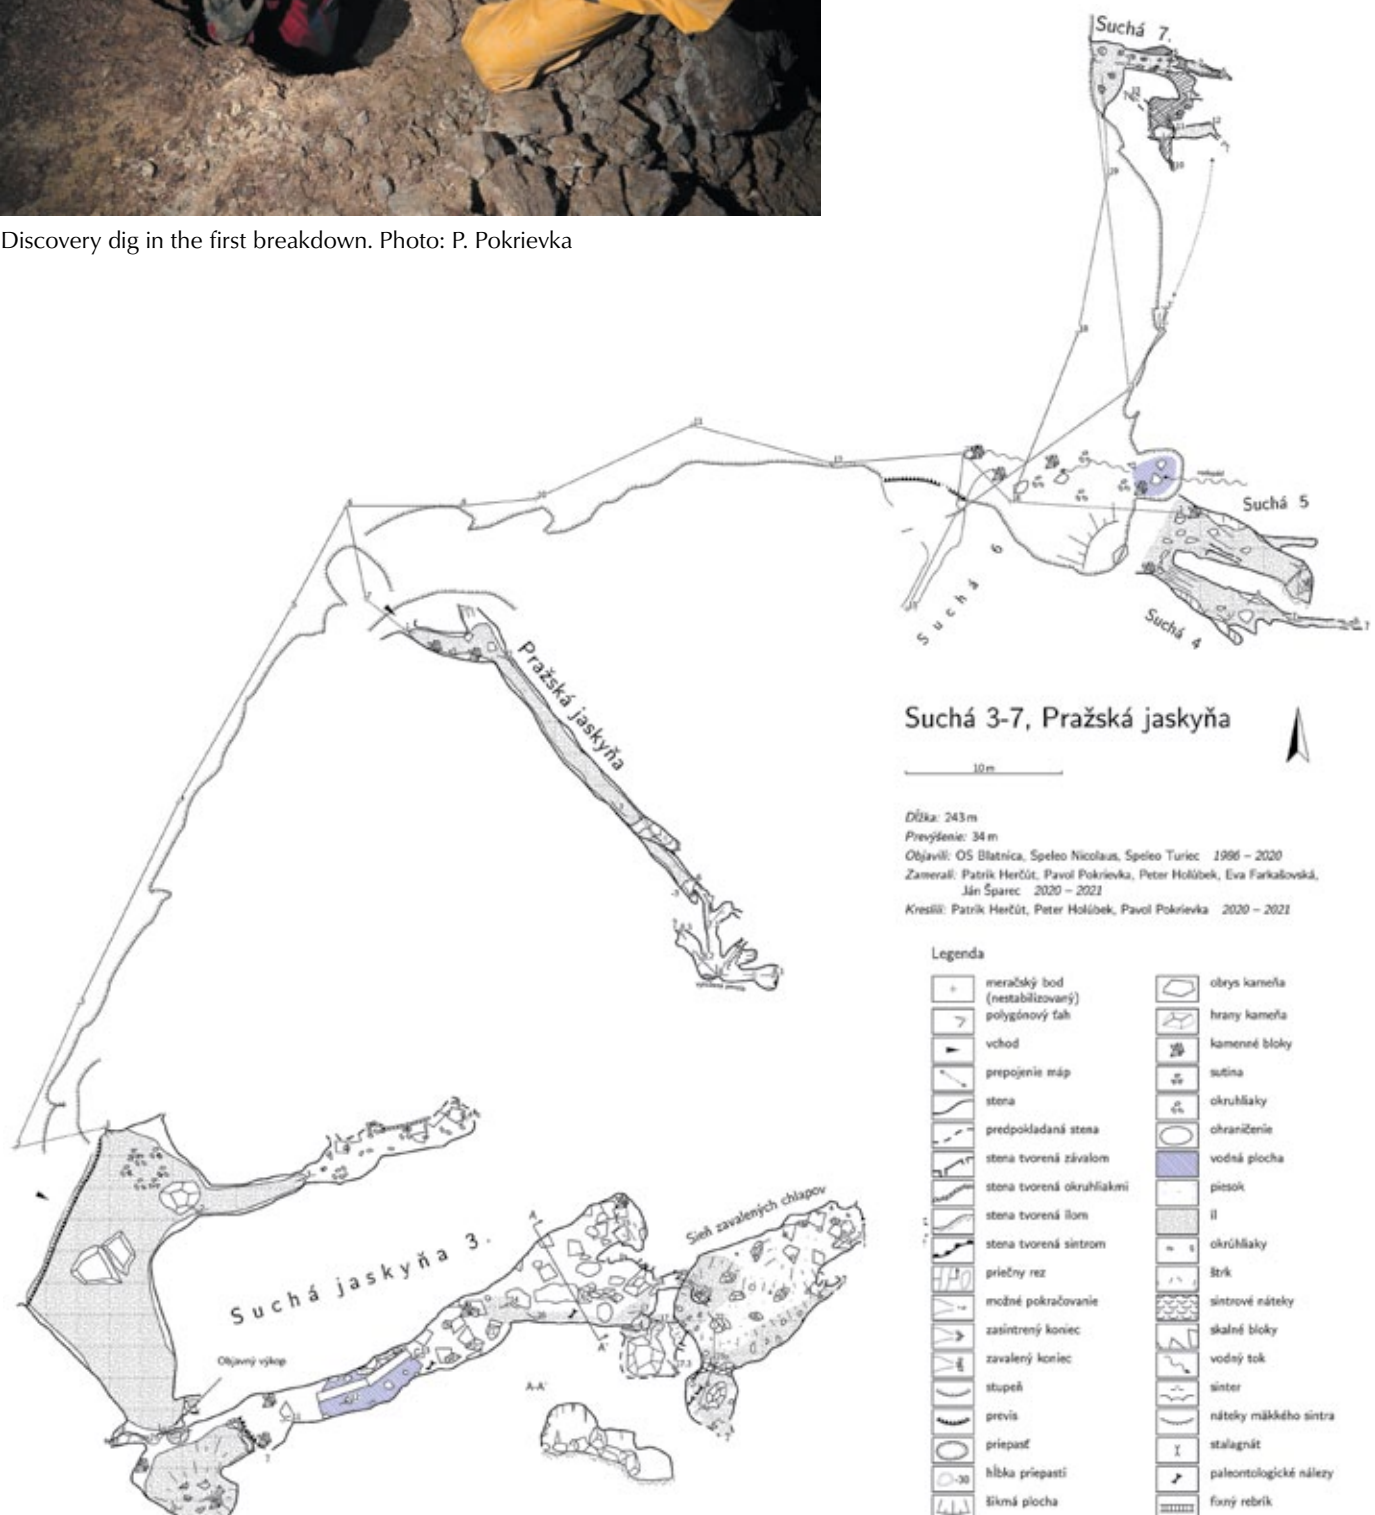 Discovery dig in the first breakdown. Photo: P. Pokrievka
Suchá 7.
Suchá 5
Suchá 6
Suchá 4
Pražská jaskyňa
Suchá 3-7, Pražská jaskyňa
10 m
Dĺžka: 243 m
Prevýšenie: 34 m
Objavili: OS Blatnica, Speleo Nicolaus, Speleo Turiec 1986 – 2020
Zamerali: Patrik Herčút, Pavol Pokrievka, Peter Holúbek, Eva Farkašovská,
Ján Šparec 2020 – 2021
Kreslili: Patrik Herčút, Peter Holúbek, Pavol Pokrievka 2020 – 2021
Legenda
meračský bod
(nestabilizovaný)
polygónový ťah
vchod
prepojenie máp
stena
predpokladaná stena
stena tvorená závalom
stena tvorená okruhliakmi
stena tvorená ílom
stena tvorená sintrom
priečny rez
možné pokračovanie
zasintrený koniec
zavalený koniec
stupeň
previs
priepasť
-30
hĺbka priepasti
šikmá plocha
obrys kameňa
hrany kameňa
kamenné bloky
sutina
okruhliaky
ohraničenie
vodná plocha
piesok
íl
okrúhliaky
štrk
sintrové náteky
skalné bloky
vodný tok
sinter
náteky mäkkého sintra
stalagnát
paleontologické nálezy
fixný rebrík
Suchá jaskyňa 3.
Sieň zavalených chlapov
Objavný výkop
A
A'
A-A'